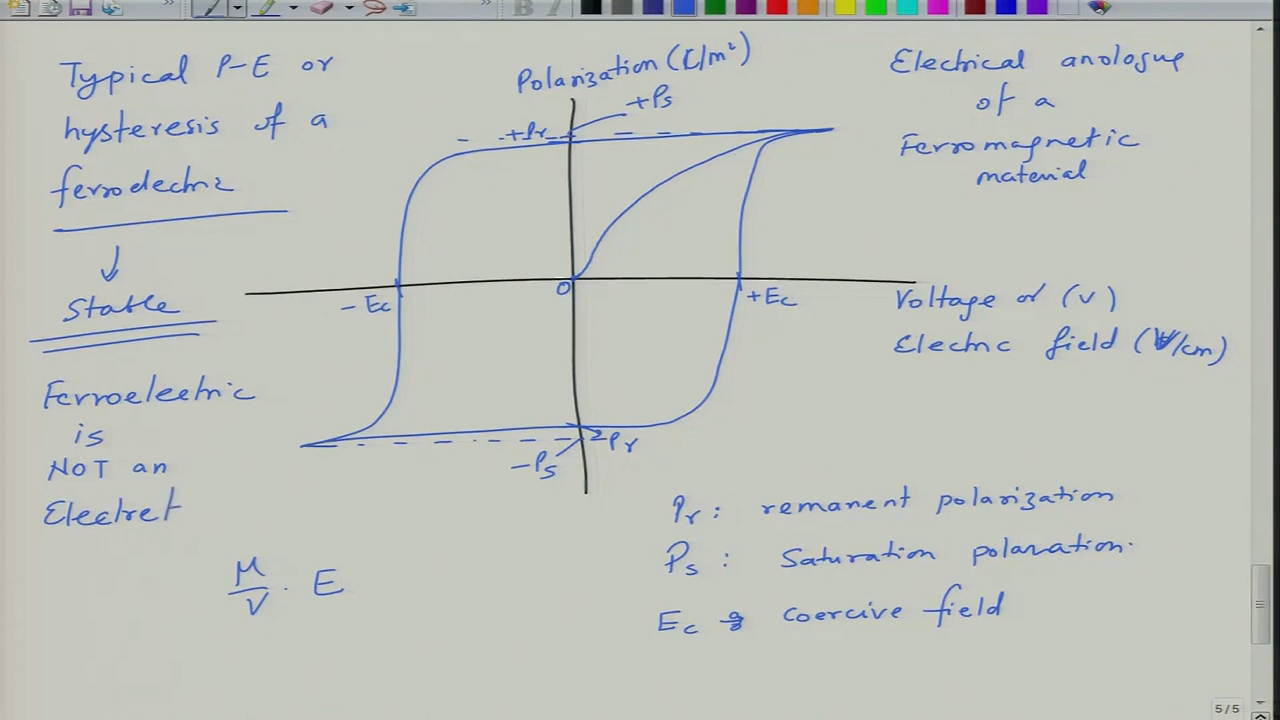 Typical P-E or
hysteresis of a
ferroelectric
Stable
Ferroelectric
is
NOT an
Electret
μ/V · E
Polarization (C/m²)
+Ps
+Pr
-Ec
O
+Ec
-Pr
-Ps
Electrical anologue
of a
Ferromagnetic
material
Voltage or (V)
Electric field (V/cm)
Pr : remanent polarization
Ps : Saturation polarization.
Ec : coercive field
5/5